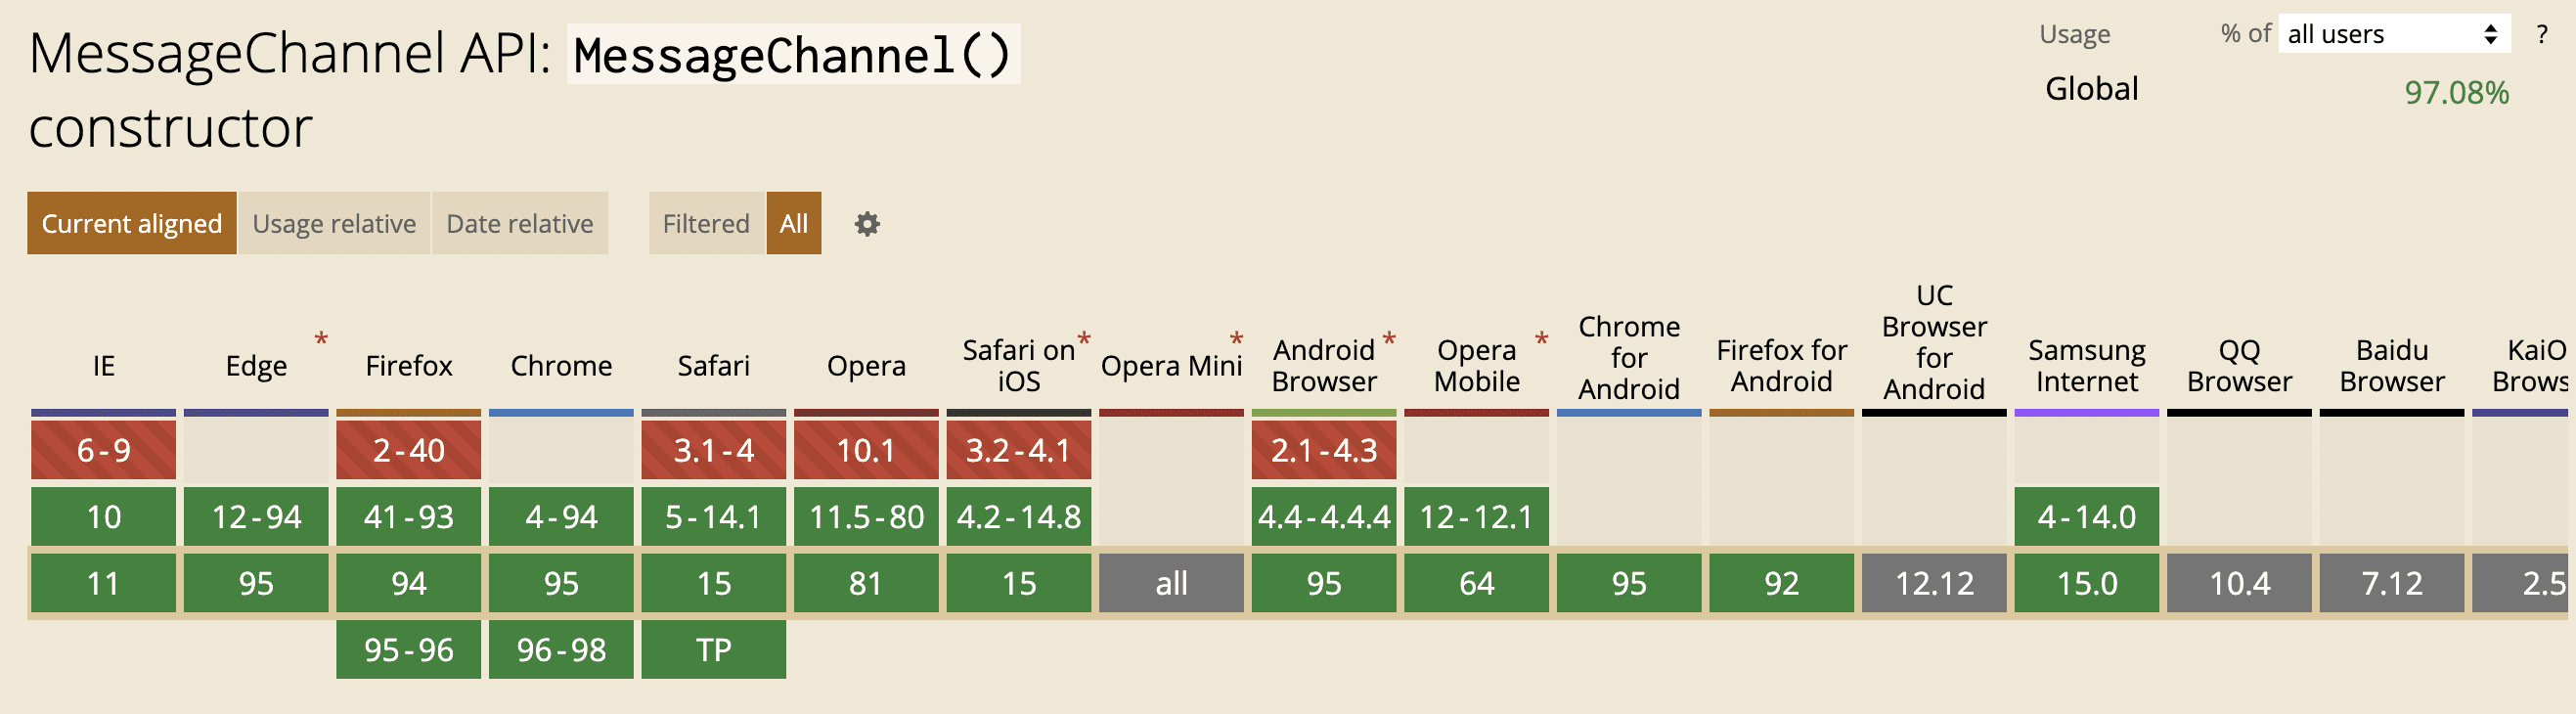 MessageChannel API: MessageChannel()
constructor
Usage % of all users ?
Global 97.08%
Current aligned Usage relative Date relative Filtered All
IE
Edge *
Firefox
Chrome
Safari
Opera
Safari on *
iOS
Opera Mini *
Android *
Browser
Opera *
Mobile
Chrome
for
Android
Firefox for
Android
UC
Browser
for
Android
Samsung
Internet
QQ
Browser
Baidu
Browser
KaiO
Brows
6-9 2-40 3.1-4 10.1 3.2-4.1 2.1-4.3
10 12-94 41-93 4-94 5-14.1 11.5-80 4.2-14.8 4.4-4.4.4 12-12.1 4-14.0
11 95 94 95 15 81 15 all 95 64 95 92 12.12 15.0 10.4 7.12 2.5
95-96 96-98 TP